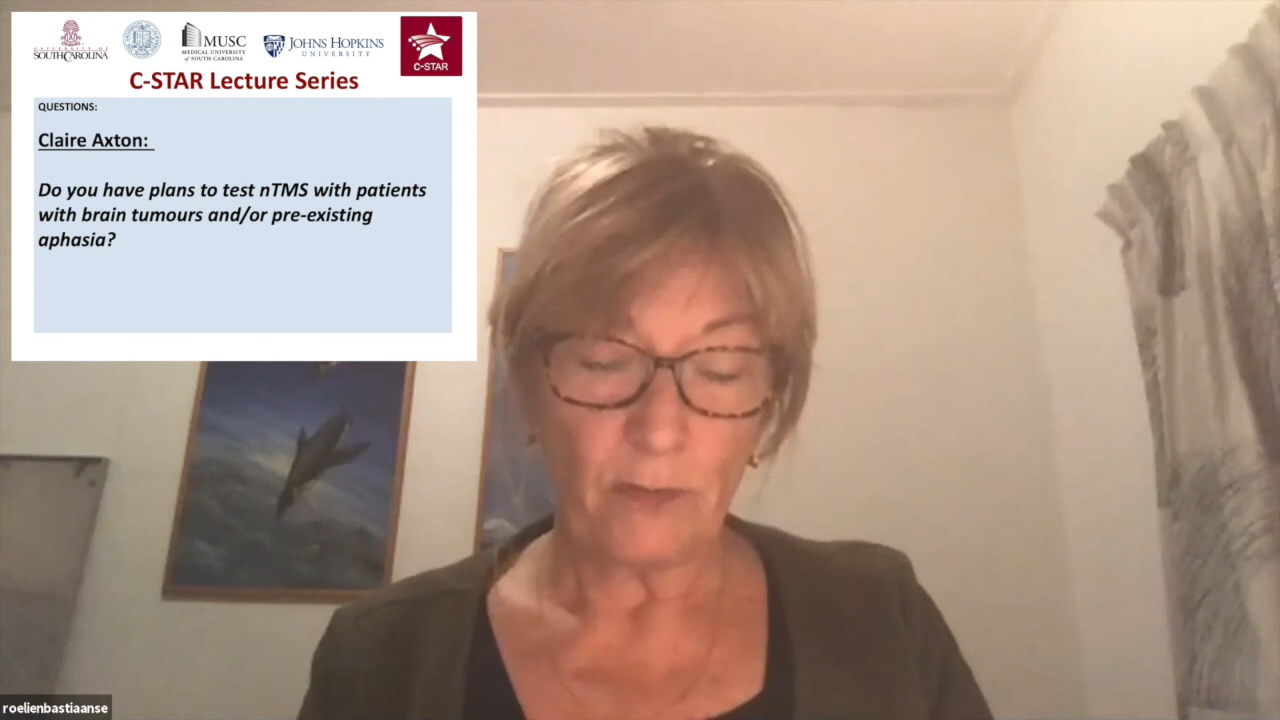 UNIVERSITY OF
SOUTH CAROLINA
MUSC
MEDICAL UNIVERSITY
of SOUTH CAROLINA
JOHNS HOPKINS
UNIVERSITY
C-STAR
C-STAR Lecture Series
QUESTIONS:
Claire Axton:
Do you have plans to test nTMS with patients
with brain tumours and/or pre-existing
aphasia?
roelienbastiaanse